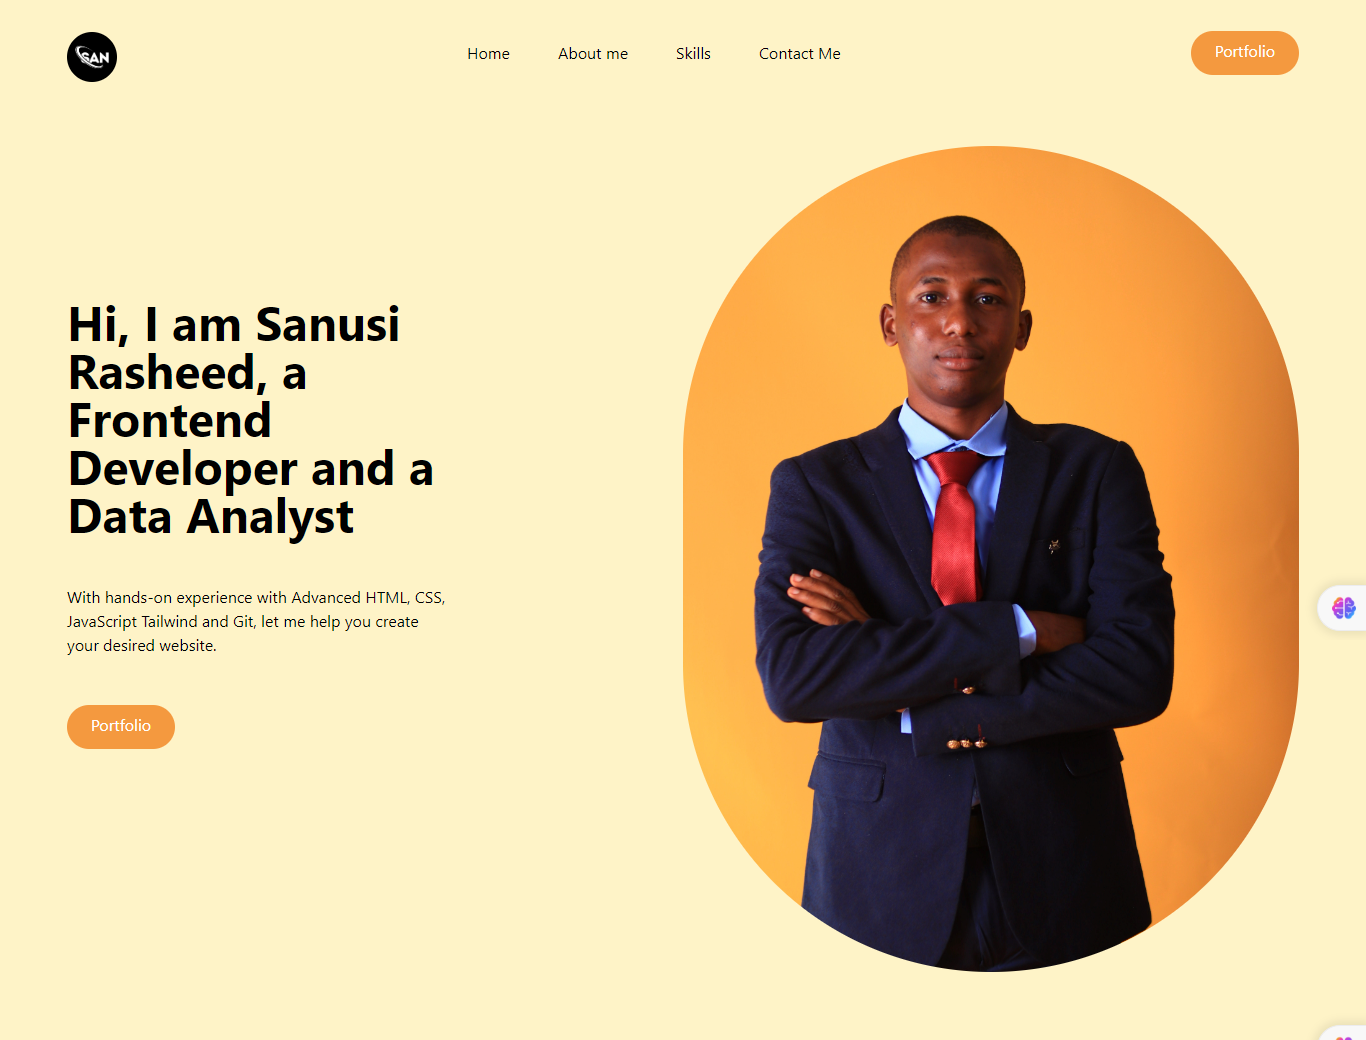 SAN
Home
About me
Skills
Contact Me
Portfolio
Hi, I am Sanusi
Rasheed, a
Frontend
Developer and a
Data Analyst
With hands-on experience with Advanced HTML, CSS,
JavaScript Tailwind and Git, let me help you create
your desired website.
Portfolio